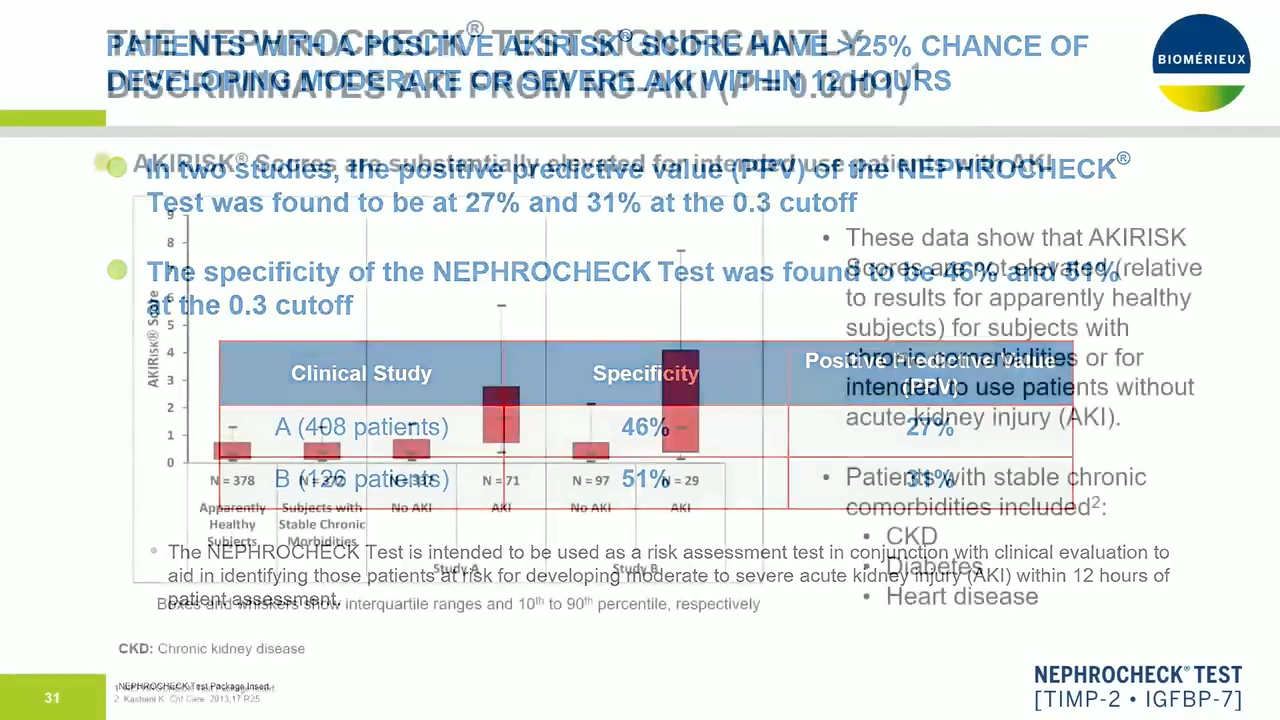 PATIENTS WITH A POSITIVE AKIRISK® SCORE HAVE >25% CHANCE OF
DEVELOPING MODERATE OR SEVERE AKI WITHIN 12 HOURS
THE NEPHROCHECK® TEST SIGNIFICANTLY
DISCRIMINATES AKI FROM NO-AKI (P = 0.0001)¹
BIOMÉRIEUX
In two studies, the positive predictive value (PPV) of the NEPHROCHECK®
Test was found to be at 27% and 31% at the 0.3 cutoff
The specificity of the NEPHROCHECK Test was found to be 46% and 51%
at the 0.3 cutoff
Clinical Study Specificity Positive Predictive Value
(PPV)
A (408 patients) 46% 27%
B (126 patients) 51% 31%
The NEPHROCHECK Test is intended to be used as a risk assessment test in conjunction with clinical evaluation to
aid in identifying those patients at risk for developing moderate to severe acute kidney injury (AKI) within 12 hours of
patient assessment.
AKIRISK® Scores are substantially elevated for intended use patients with AKI
AKIRISK® Score
9
8
7
6
5
4
3
2
1
0
N = 378 N = 372 N = 337 N = 71 N = 97 N = 29
Apparently Subjects with No AKI AKI No AKI AKI
Healthy Stable Chronic
Subjects Morbidities
Study A Study B
Boxes and whiskers show interquartile ranges and 10th to 90th percentile, respectively
• These data show that AKIRISK
Scores are not elevated (relative
to results for apparently healthy
subjects) for subjects with
chronic comorbidities or for
intended use patients without
acute kidney injury (AKI).
• Patients with stable chronic
comorbidities included²:
• CKD
• Diabetes
• Heart disease
CKD: Chronic kidney disease
NEPHROCHECK Test Package Insert.
1. NEPHROCHECK Test Package Insert.
2. Kashani K. Crit Care. 2013;17:R25
31
NEPHROCHECK® TEST
[TIMP-2 • IGFBP-7]